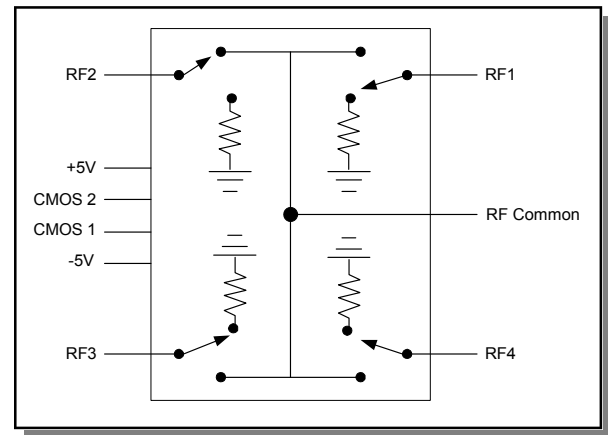 RF2
RF1
+5V
CMOS 2
RF Common
CMOS 1
-5V
RF3
RF4